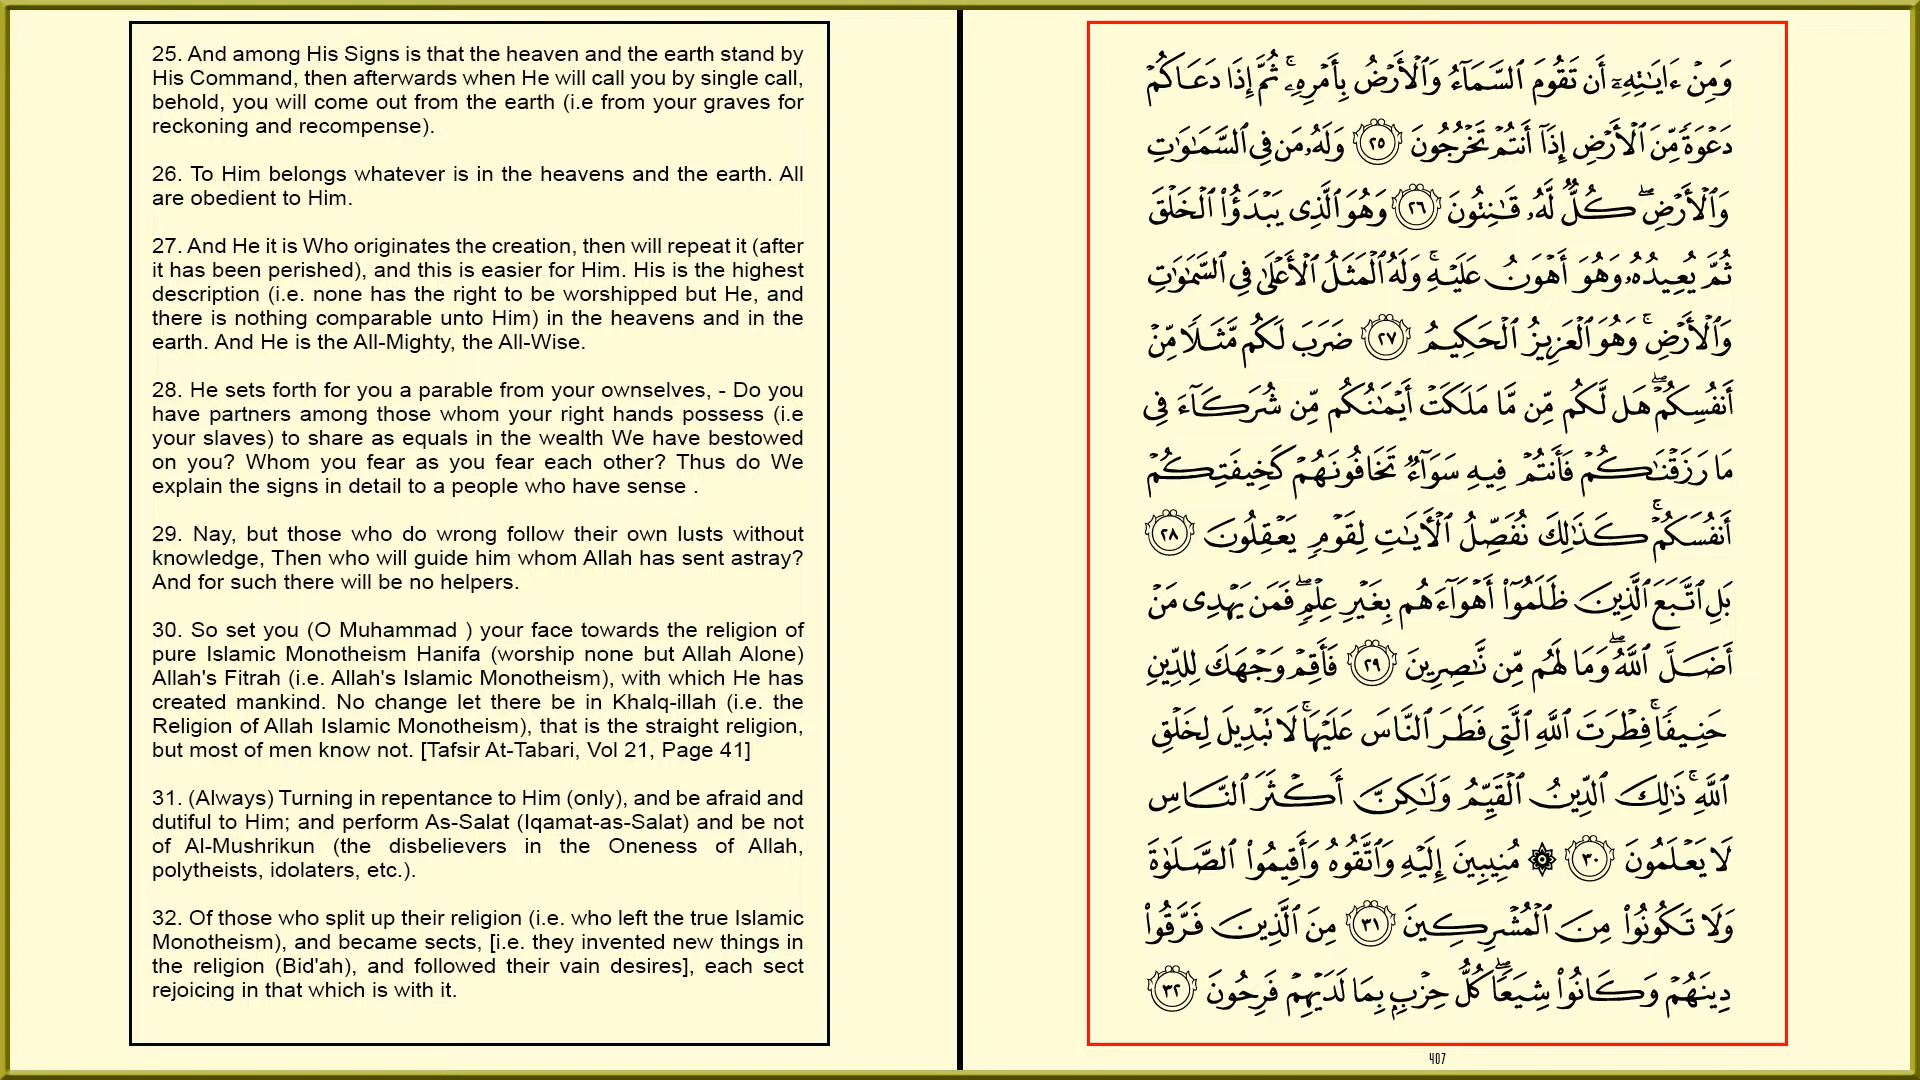 25. And among His Signs is that the heaven and the earth stand by
His Command, then afterwards when He will call you by single call,
behold, you will come out from the earth (i.e from your graves for
reckoning and recompense).
26. To Him belongs whatever is in the heavens and the earth. All
are obedient to Him.
27. And He it is Who originates the creation, then will repeat it (after
it has been perished), and this is easier for Him. His is the highest
description (i.e. none has the right to be worshipped but He, and
there is nothing comparable unto Him) in the heavens and in the
earth. And He is the All-Mighty, the All-Wise.
28. He sets forth for you a parable from your ownselves, - Do you
have partners among those whom your right hands possess (i.e
your slaves) to share as equals in the wealth We have bestowed
on you? Whom you fear as you fear each other? Thus do We
explain the signs in detail to a people who have sense .
29. Nay, but those who do wrong follow their own lusts without
knowledge, Then who will guide him whom Allah has sent astray?
And for such there will be no helpers.
30. So set you (O Muhammad ) your face towards the religion of
pure Islamic Monotheism Hanifa (worship none but Allah Alone)
Allah's Fitrah (i.e. Allah's Islamic Monotheism), with which He has
created mankind. No change let there be in Khalq-illah (i.e. the
Religion of Allah Islamic Monotheism), that is the straight religion,
but most of men know not. [Tafsir At-Tabari, Vol 21, Page 41]
31. (Always) Turning in repentance to Him (only), and be afraid and
dutiful to Him; and perform As-Salat (Iqamat-as-Salat) and be not
of Al-Mushrikun (the disbelievers in the Oneness of Allah,
polytheists, idolaters, etc.).
32. Of those who split up their religion (i.e. who left the true Islamic
Monotheism), and became sects, [i.e. they invented new things in
the religion (Bid'ah), and followed their vain desires], each sect
rejoicing in that which is with it.
وَمِنْ ءَايَـٰتِهِۦٓ أَن تَقُومَ ٱلسَّمَآءُ وَٱلْأَرْضُ بِأَمْرِهِۦ ۚ ثُمَّ إِذَا دَعَاكُمْ
دَعْوَةً مِّنَ ٱلْأَرْضِ إِذَآ أَنتُمْ تَخْرُجُونَ ٢٥ وَلَهُۥ مَن فِى ٱلسَّمَـٰوَٰتِ
وَٱلْأَرْضِ ۖ كُلٌّ لَّهُۥ قَـٰنِتُونَ ٢٦ وَهُوَ ٱلَّذِى يَبْدَؤُا۟ ٱلْخَلْقَ
ثُمَّ يُعِيدُهُۥ وَهُوَ أَهْوَنُ عَلَيْهِ ۚ وَلَهُ ٱلْمَثَلُ ٱلْأَعْلَىٰ فِى ٱلسَّمَـٰوَٰتِ
وَٱلْأَرْضِ ۚ وَهُوَ ٱلْعَزِيزُ ٱلْحَكِيمُ ٢٧ ضَرَبَ لَكُم مَّثَلًا مِّنْ
أَنفُسِكُمْ ۖ هَل لَّكُم مِّن مَّا مَلَكَتْ أَيْمَـٰنُكُم مِّن شُرَكَآءَ فِى
مَا رَزَقْنَـٰكُمْ فَأَنتُمْ فِيهِ سَوَآءٌ تَخَافُونَهُمْ كَخِيفَتِكُمْ
أَنفُسَكُمْ ۚ كَذَٰلِكَ نُفَصِّلُ ٱلْـَٔايَـٰتِ لِقَوْمٍ يَعْقِلُونَ ٢٨
بَلِ ٱتَّبَعَ ٱلَّذِينَ ظَلَمُوٓا۟ أَهْوَآءَهُم بِغَيْرِ عِلْمٍ ۖ فَمَن يَهْدِى مَنْ
أَضَلَّ ٱللَّهُ ۖ وَمَا لَهُم مِّن نَّـٰصِرِينَ ٢٩ فَأَقِمْ وَجْهَكَ لِلدِّينِ
حَنِيفًا ۚ فِطْرَتَ ٱللَّهِ ٱلَّتِى فَطَرَ ٱلنَّاسَ عَلَيْهَا ۚ لَا تَبْدِيلَ لِخَلْقِ
ٱللَّهِ ۚ ذَٰلِكَ ٱلدِّينُ ٱلْقَيِّمُ وَلَـٰكِنَّ أَكْثَرَ ٱلنَّاسِ
لَا يَعْلَمُونَ ٣٠ ۞ مُنِيبِينَ إِلَيْهِ وَٱتَّقُوهُ وَأَقِيمُوا۟ ٱلصَّلَوٰةَ
وَلَا تَكُونُوا۟ مِنَ ٱلْمُشْرِكِينَ ٣١ مِنَ ٱلَّذِينَ فَرَّقُوا۟
دِينَهُمْ وَكَانُوا۟ شِيَعًا ۖ كُلُّ حِزْبٍۭ بِمَا لَدَيْهِمْ فَرِحُونَ ٣٢
407